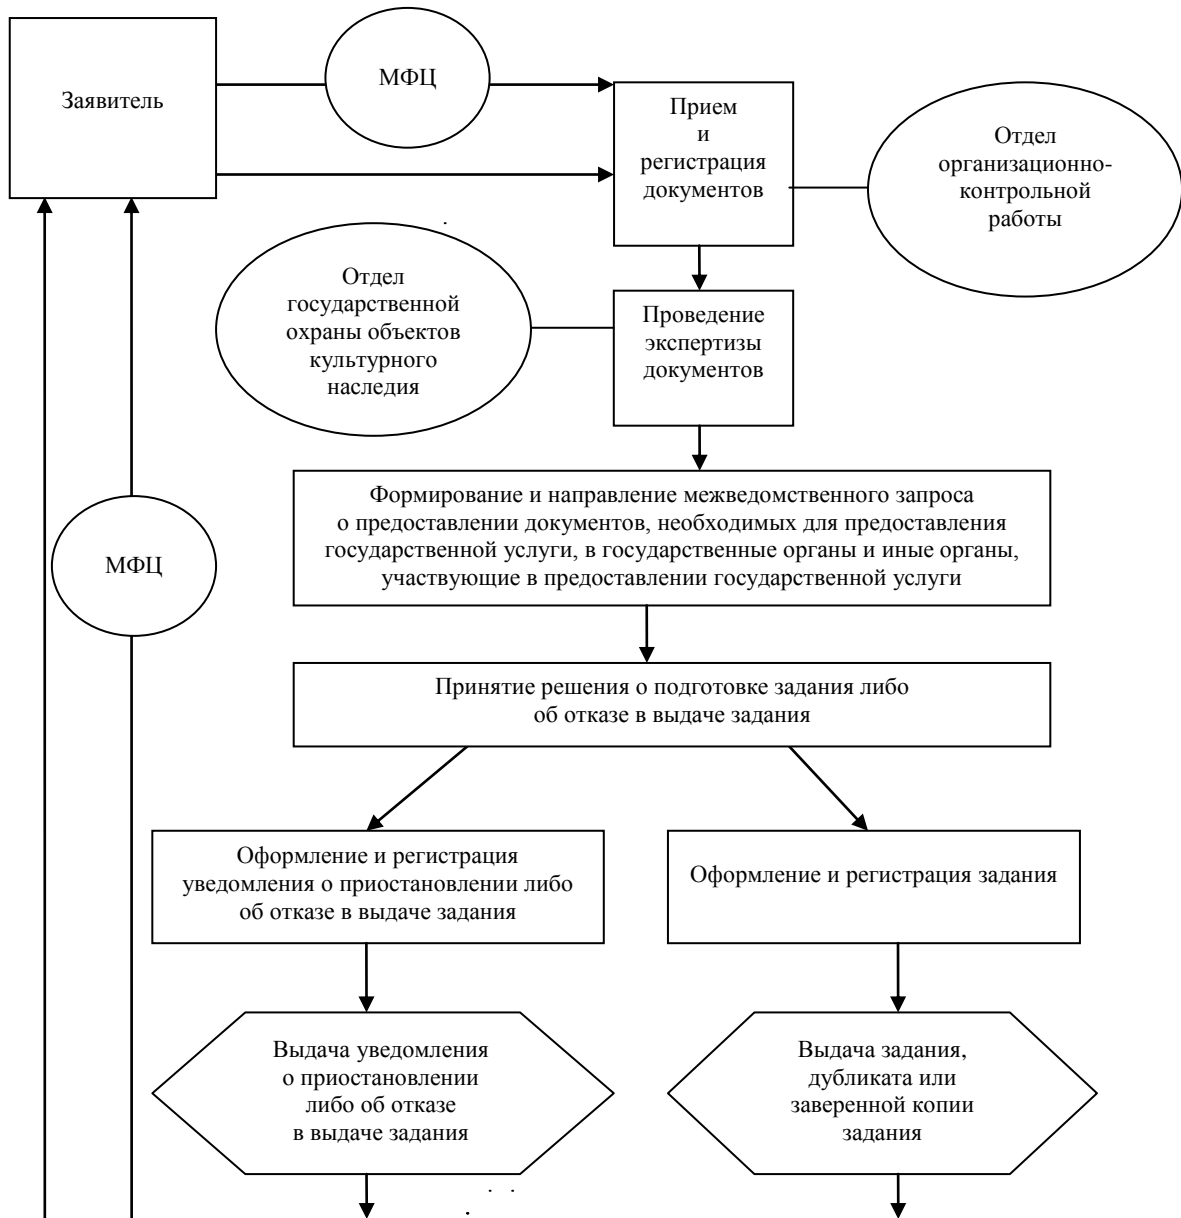 Заявитель
МФЦ
Прием
и
регистрация
документов
Отдел
организационно-
контрольной
работы
Отдел
государственной
охраны объектов
культурного
наследия
Проведение
экспертизы
документов
Формирование и направление межведомственного запроса
о предоставлении документов, необходимых для предоставления
государственной услуги, в государственные органы и иные органы,
участвующие в предоставлении государственной услуги
МФЦ
Принятие решения о подготовке задания либо
об отказе в выдаче задания
Оформление и регистрация
уведомления о приостановлении либо
об отказе в выдаче задания
Оформление и регистрация задания
Выдача уведомления
о приостановлении
либо об отказе
в выдаче задания
Выдача задания,
дубликата или
заверенной копии
задания